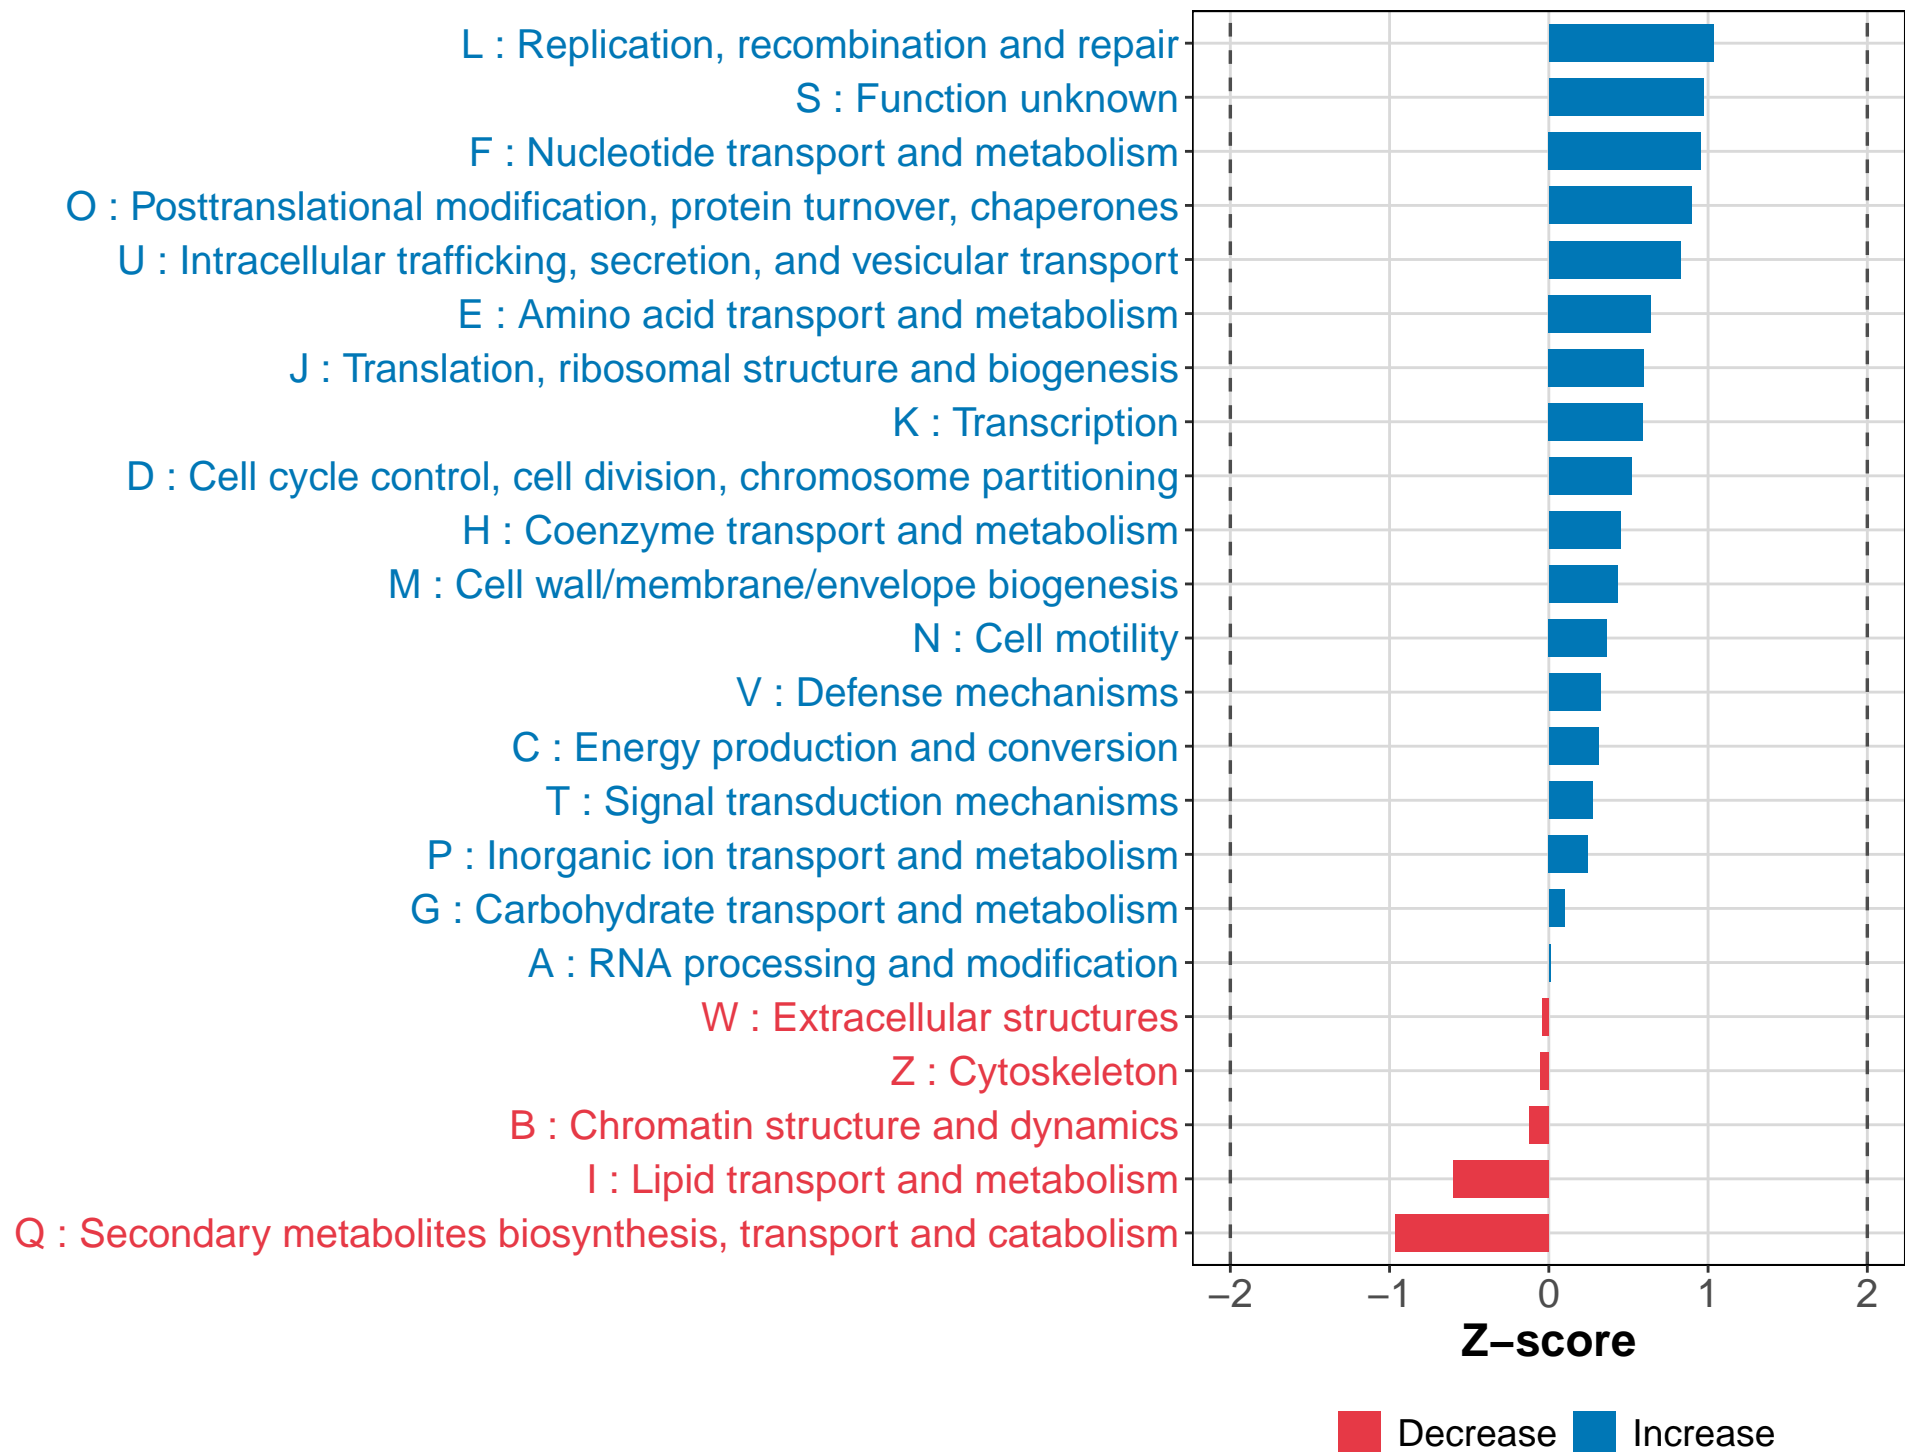 L : Replication, recombination and repair
S : Function unknown
F : Nucleotide transport and metabolism
O : Posttranslational modification, protein turnover, chaperones
U : Intracellular trafficking, secretion, and vesicular transport
E : Amino acid transport and metabolism
J : Translation, ribosomal structure and biogenesis
K : Transcription
D : Cell cycle control, cell division, chromosome partitioning
H : Coenzyme transport and metabolism
M : Cell wall/membrane/envelope biogenesis
N : Cell motility
V : Defense mechanisms
C : Energy production and conversion
T : Signal transduction mechanisms
P : Inorganic ion transport and metabolism
G : Carbohydrate transport and metabolism
A : RNA processing and modification
W : Extracellular structures
Z : Cytoskeleton
B : Chromatin structure and dynamics
I : Lipid transport and metabolism
Q : Secondary metabolites biosynthesis, transport and catabolism
−2 −1 0 1 2
Z−score
Decrease Increase